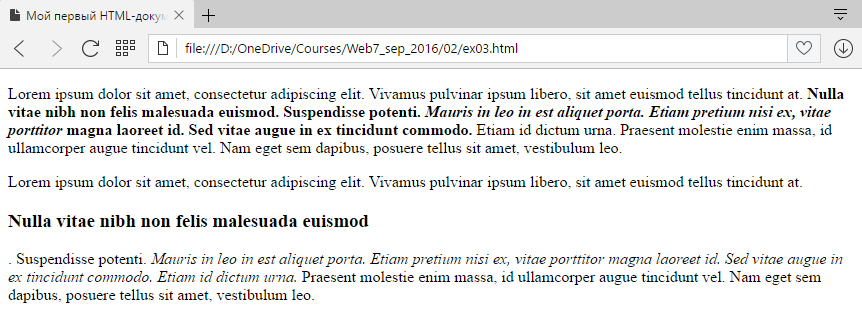 Мой первый HTML-докум
file:///D:/OneDrive/Courses/Web7_sep_2016/02/ex03.html
Lorem ipsum dolor sit amet, consectetur adipiscing elit. Vivamus pulvinar ipsum libero, sit amet euismod tellus tincidunt at. Nulla
vitae nibh non felis malesuada euismod. Suspendisse potenti. Mauris in leo in est aliquet porta. Etiam pretium nisi ex, vitae
porttitor magna laoreet id. Sed vitae augue in ex tincidunt commodo. Etiam id dictum urna. Praesent molestie enim massa, id
ullamcorper augue tincidunt vel. Nam eget sem dapibus, posuere tellus sit amet, vestibulum leo.
Lorem ipsum dolor sit amet, consectetur adipiscing elit. Vivamus pulvinar ipsum libero, sit amet euismod tellus tincidunt at.
Nulla vitae nibh non felis malesuada euismod
. Suspendisse potenti. Mauris in leo in est aliquet porta. Etiam pretium nisi ex, vitae porttitor magna laoreet id. Sed vitae augue in
ex tincidunt commodo. Etiam id dictum urna. Praesent molestie enim massa, id ullamcorper augue tincidunt vel. Nam eget sem
dapibus, posuere tellus sit amet, vestibulum leo.